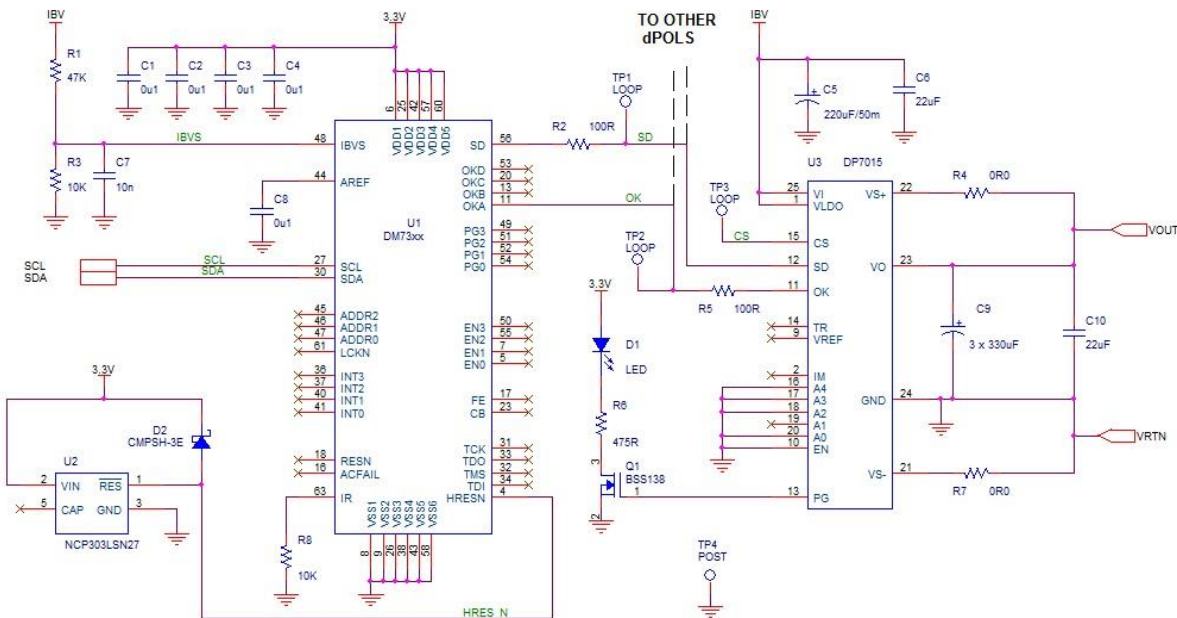 IBV
R1
47K
C1
0u1
C2
0u1
C3
0u1
C4
0u1
3.3V
TO OTHER
dPOLS
IBV
C5
220uF/50m
C6
22uF
6
25
42
57
60
VDD1
VDD2
VDD3
VDD4
VDD5
IBVS
48
IBVS
R3
10K
C7
10n
44
AREF
C8
0u1
U1
DM73xx
SCL
SDA
SCL
SDA
27
SCL
30
SDA
45
ADDR2
46
ADDR1
47
ADDR0
61
LCKN
36
INT3
37
INT2
40
INT1
41
INT0
18
RESN
16
ACFAIL
63
IR
R8
10K
VSS1
VSS2
VSS3
VSS4
VSS5
VSS6
8
9
26
38
43
58
SD
56
OKD
53
OKC
20
OKB
13
OKA
11
PG3
49
PG2
51
PG1
52
PG0
54
EN3
50
EN2
55
EN1
7
EN0
5
FE
17
CB
23
TCK
31
TDO
33
TMS
32
TDI
34
HRESN
4
R2
100R
TP1
LOOP
SD
OK
TP2
LOOP
R5
100R
TP3
LOOP
CS
3.3V
D1
LED
R6
475R
3
Q1
BSS138
1
2
TP4
POST
3.3V
D2
CMPSH-3E
U2
2
VIN
RES
1
5
CAP
GND
3
NCP303LSN27
HRES_N
U3
DP7015
25
VI
1
VLDO
15
CS
12
SD
11
OK
14
TR
9
VREF
2
IM
16
A4
17
A3
18
A2
19
A1
20
A0
10
EN
13
PG
VS+
22
VO
23
GND
24
VS-
21
R4
0R0
VOUT
C9
3 x 330uF
C10
22uF
VRTN
R7
0R0